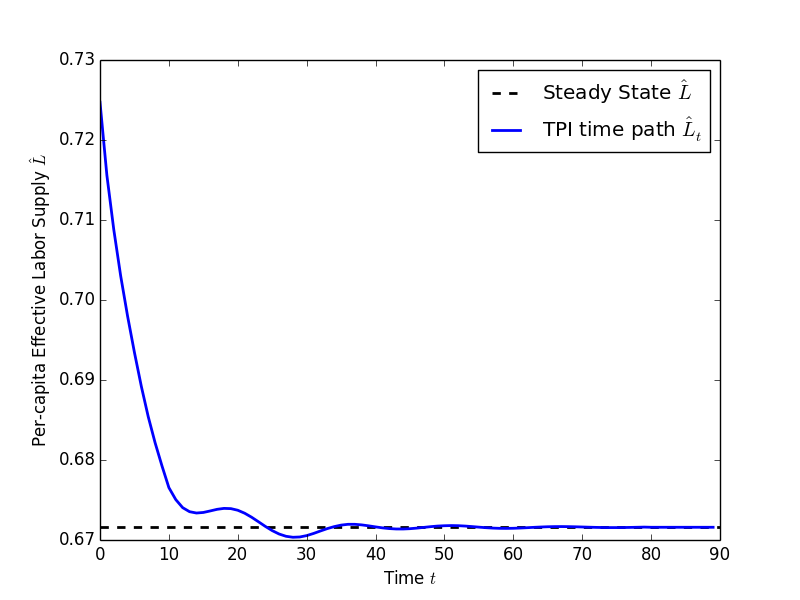 0.73
0.72
0.71
0.70
0.69
0.68
0.67
Per-capita Effective Labor Supply L̂
Steady State L̂
TPI time path L̂ₜ
0 10 20 30 40 50 60 70 80 90
Time t